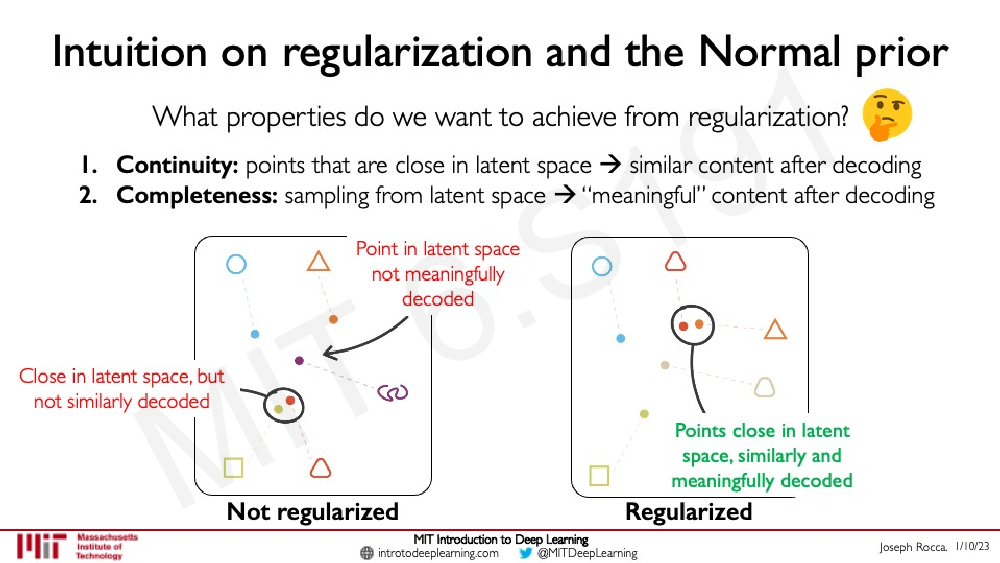 Intuition on regularization and the Normal prior
What properties do we want to achieve from regularization?
1. Continuity: points that are close in latent space → similar content after decoding
2. Completeness: sampling from latent space → “meaningful” content after decoding
Point in latent space
not meaningfully
decoded
Close in latent space, but
not similarly decoded
Points close in latent
space, similarly and
meaningfully decoded
Not regularized
Regularized
MIT 6.S191
Massachusetts
Institute of
Technology
MIT Introduction to Deep Learning
introtodeeplearning.com
@MITDeepLearning
Joseph Rocca. 1/10/23